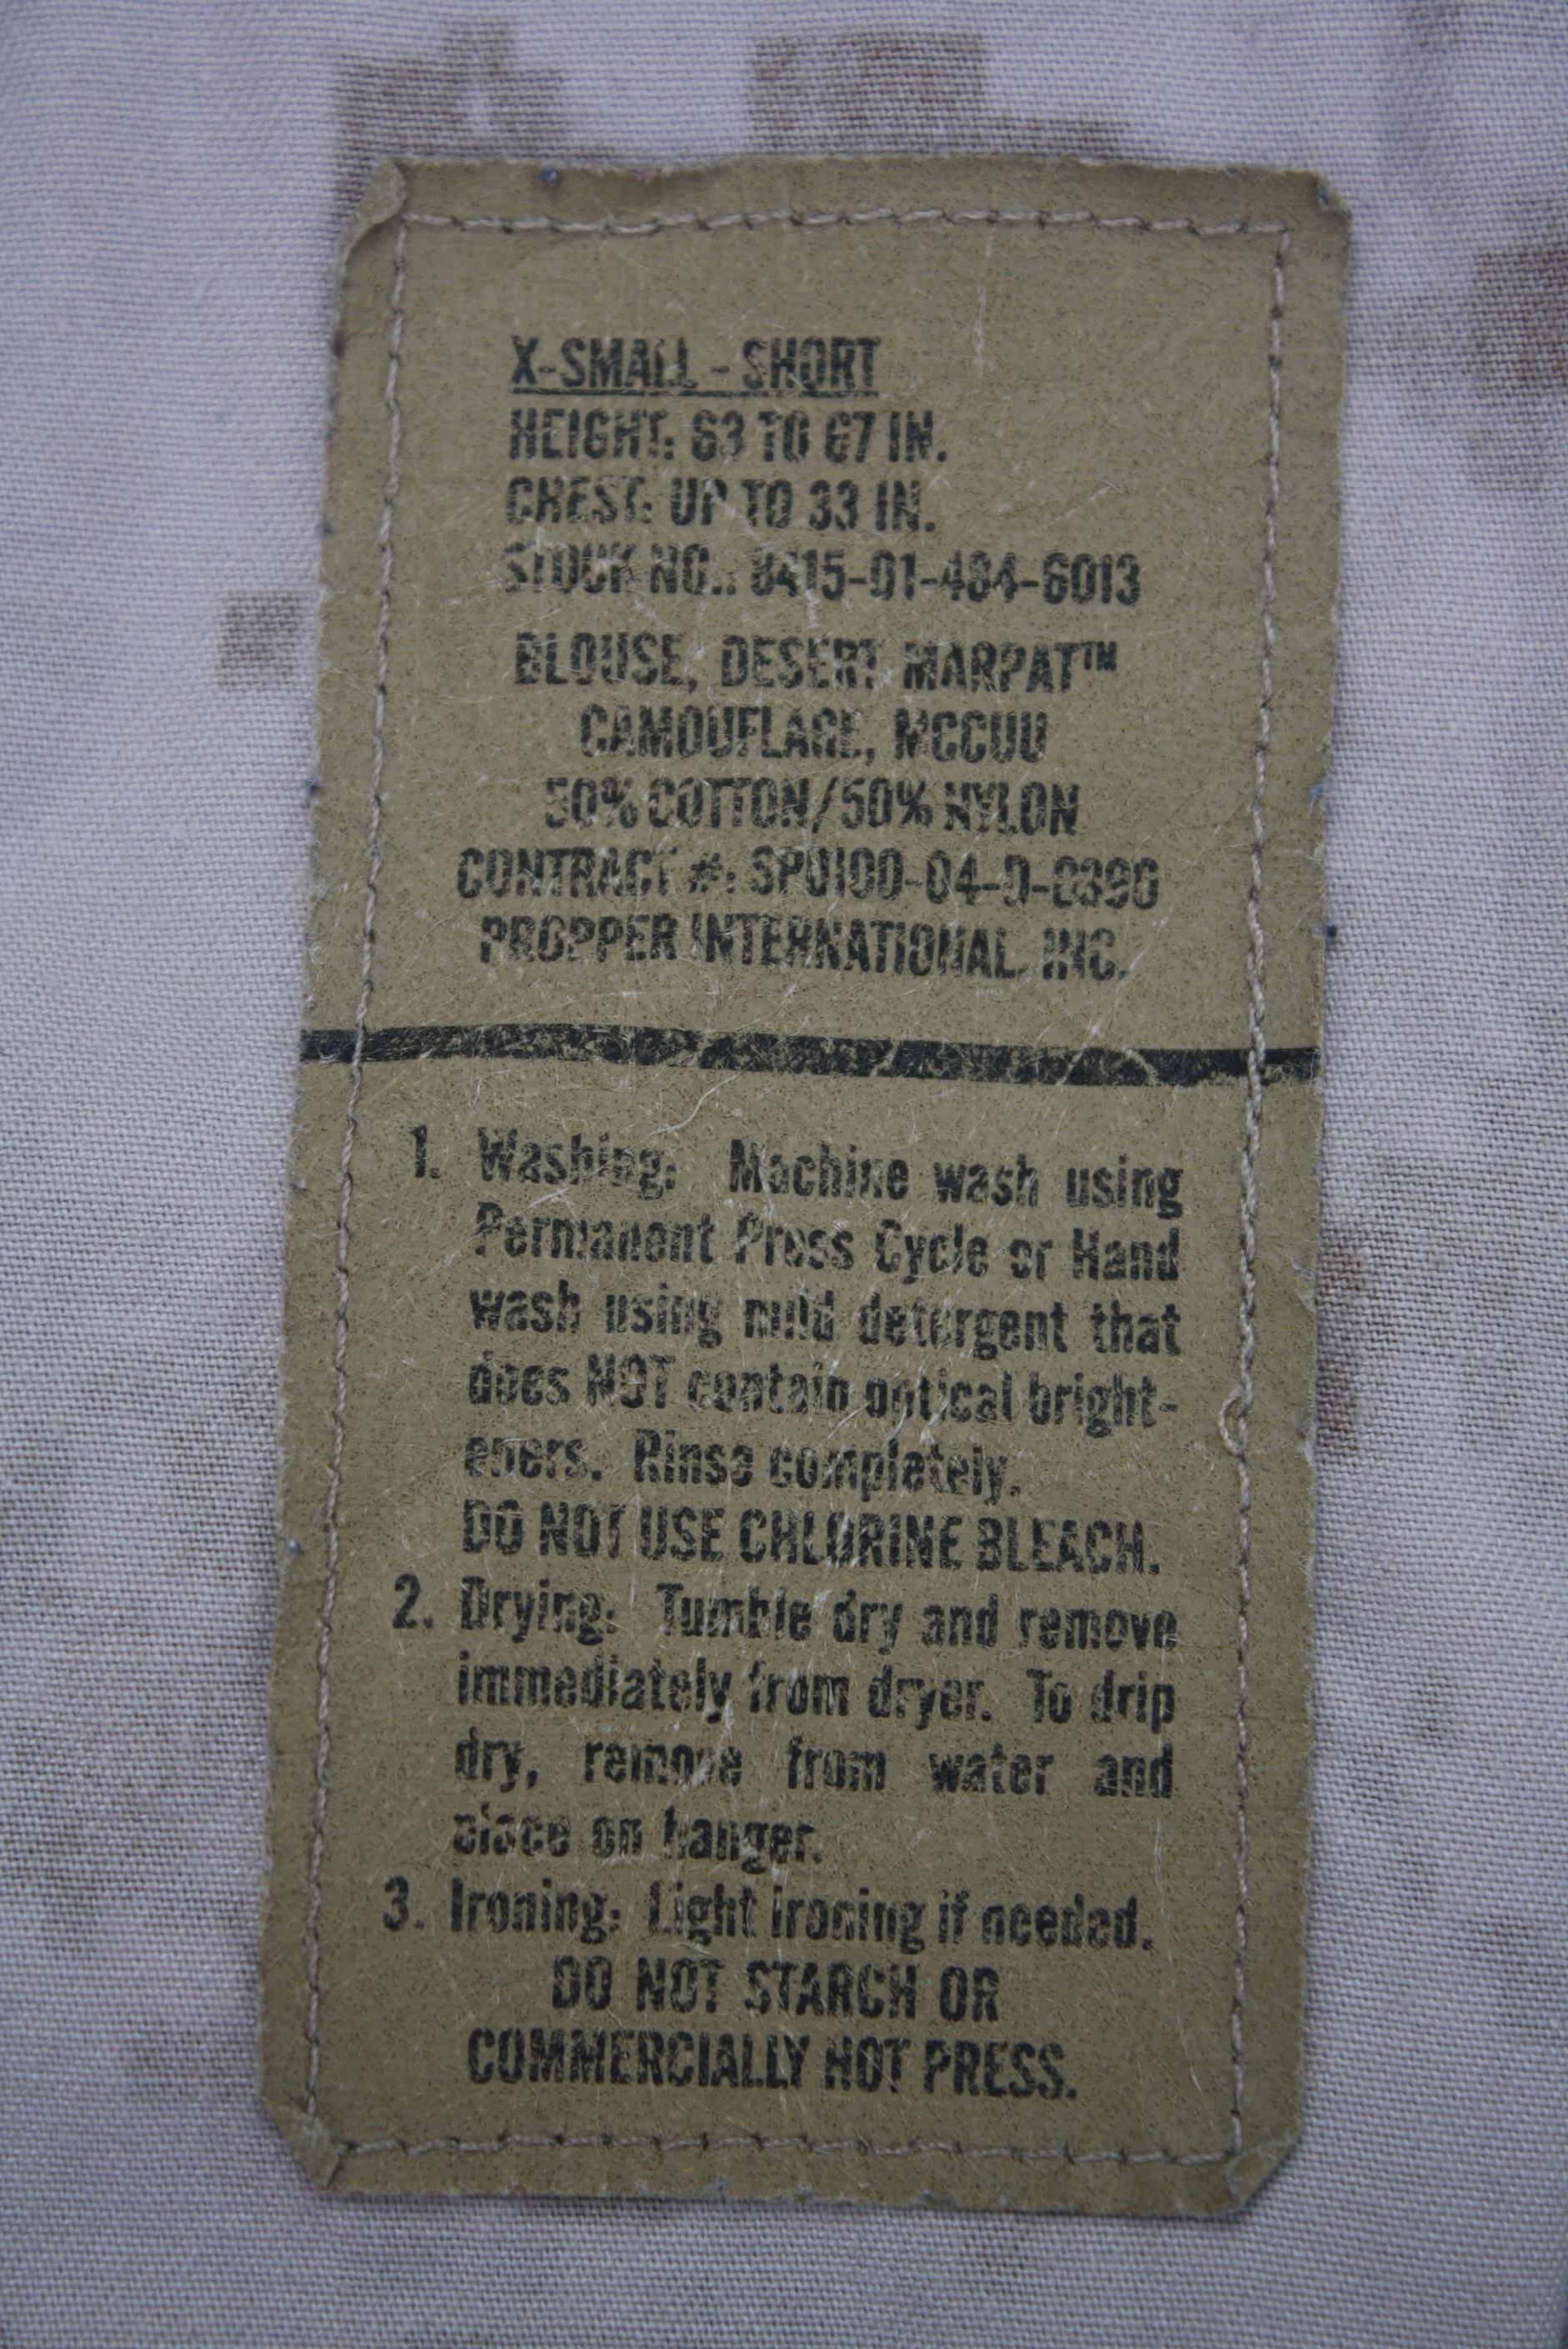 X-SMALL - SHORT
HEIGHT: 63 TO 67 IN.
CHEST: UP TO 33 IN.
STOCK NO.: 8415-01-484-6013
BLOUSE, DESERT MARPAT™
CAMOUFLAGE, MCCUU
50% COTTON/50% NYLON
CONTRACT #: SP0100-04-D-0390
PROPPER INTERNATIONAL, INC.
1. Washing: Machine wash using
Permanent Press Cycle or Hand
wash using mild detergent that
does NOT contain optical bright-
eners. Rinse completely.
DO NOT USE CHLORINE BLEACH.
2. Drying: Tumble dry and remove
immediately from dryer. To drip
dry, remove from water and
place on hanger.
3. Ironing: Light ironing if needed.
DO NOT STARCH OR
COMMERCIALLY HOT PRESS.